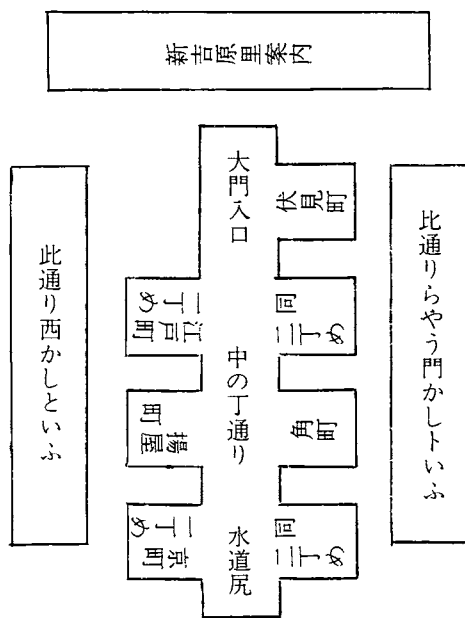 新吉原里案内
大門入口
中の丁通り
水道尻
伏見町
同
二丁め
角町
同
二丁め
江戸町
一丁め
揚屋
町
京町
一丁め
比通りらやう門かしトいふ
此通り西かしといふ